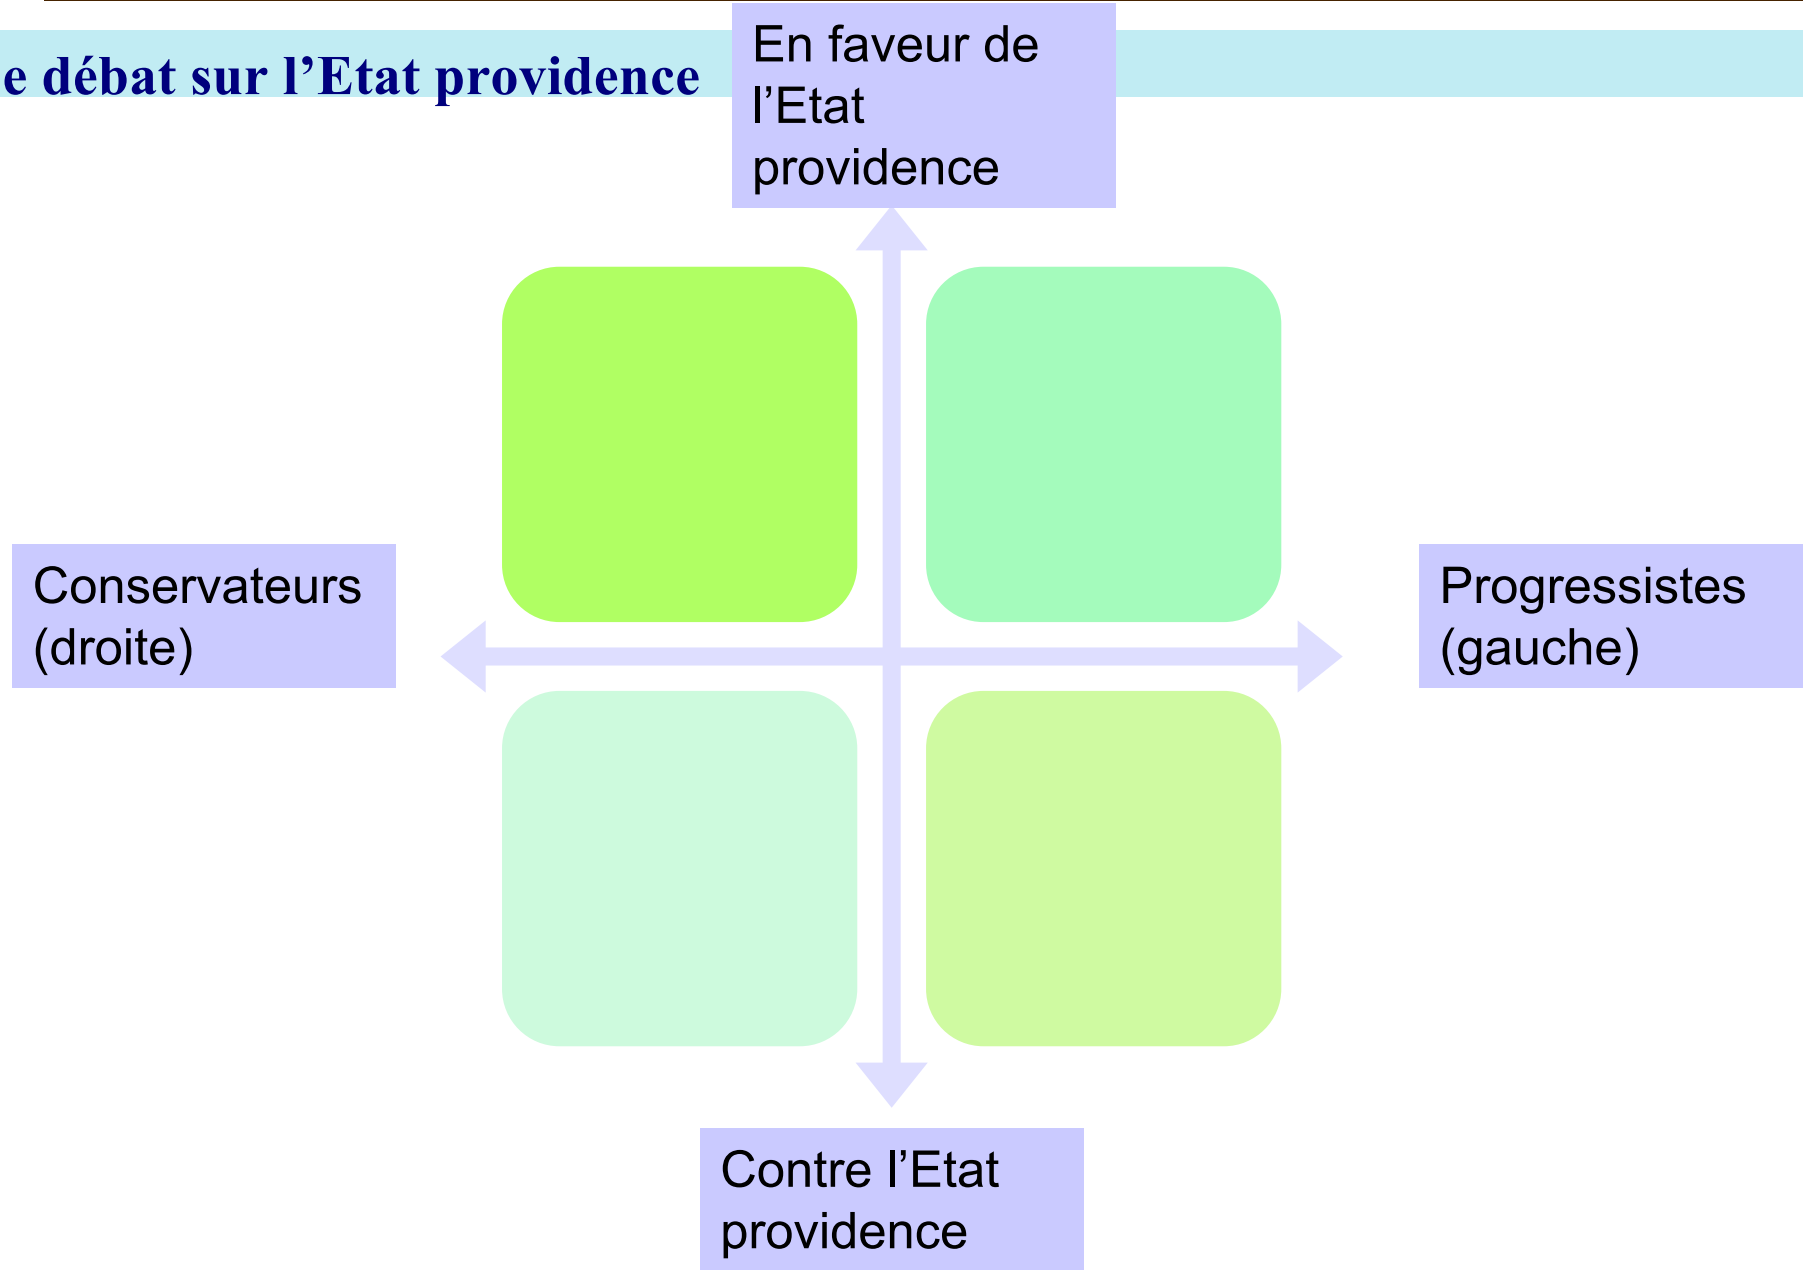 e débat sur l’Etat providence
En faveur de
l’Etat
providence
Conservateurs
(droite)
Progressistes
(gauche)
Contre l’Etat
providence